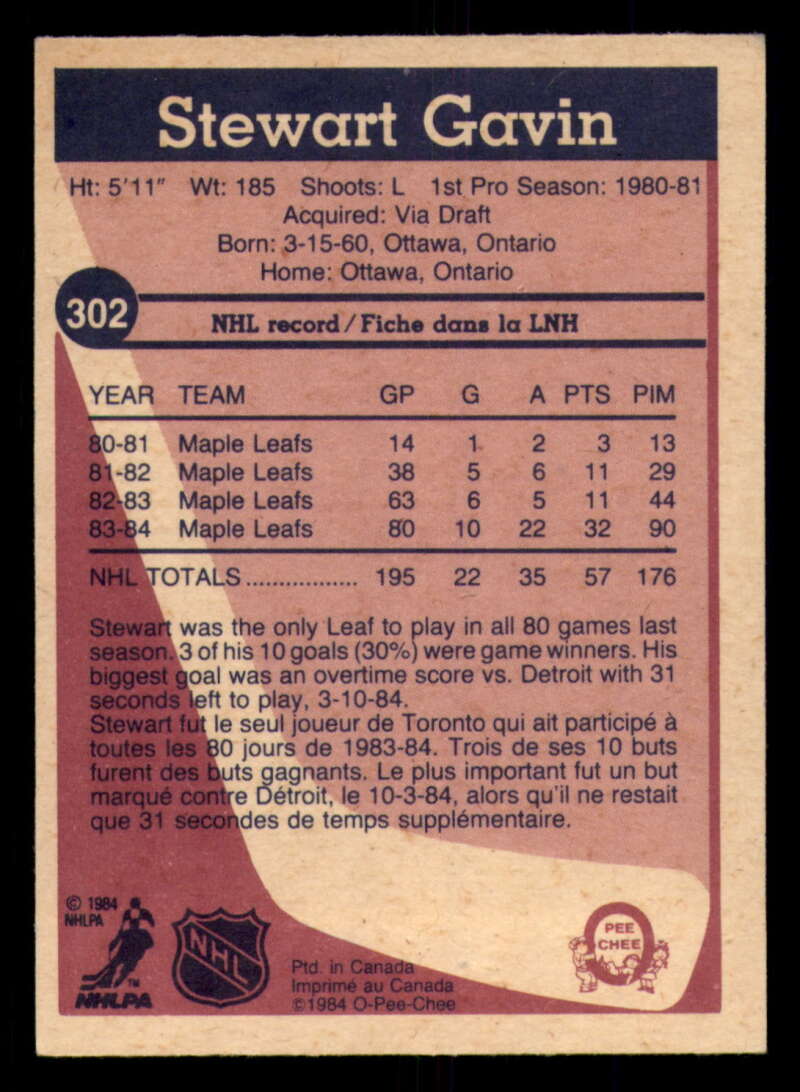 Stewart Gavin
Ht: 5'11" Wt: 185 Shoots: L 1st Pro Season: 1980-81
Acquired: Via Draft
Born: 3-15-60, Ottawa, Ontario
Home: Ottawa, Ontario
302
NHL record/Fiche dans la LNH
YEAR TEAM GP G A PTS PIM
80-81 Maple Leafs 14 1 2 3 13
81-82 Maple Leafs 38 5 6 11 29
82-83 Maple Leafs 63 6 5 11 44
83-84 Maple Leafs 80 10 22 32 90
NHL TOTALS................. 195 22 35 57 176
Stewart was the only Leaf to play in all 80 games last
season. 3 of his 10 goals (30%) were game winners. His
biggest goal was an overtime score vs. Detroit with 31
seconds left to play, 3-10-84.
Stewart fut le seul joueur de Toronto qui ait participé à
toutes les 80 jours de 1983-84. Trois de ses 10 buts
furent des buts gagnants. Le plus important fut un but
marqué contre Détroit, le 10-3-84, alors qu'il ne restait
que 31 secondes de temps supplémentaire.
© 1984
NHLPA
TM
NHLPA
NHL
Ptd. in Canada
Imprimé au Canada
©1984 O-Pee-Chee
PEE
CHEE